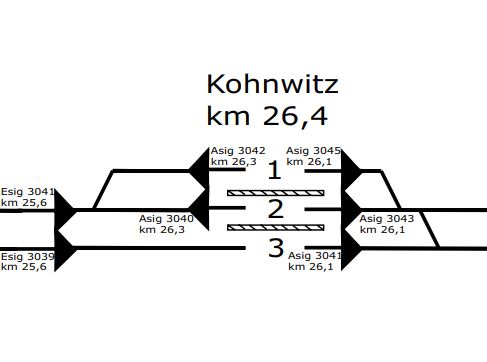 Kohnwitz
km 26,4
Asig 3042
km 26,3
Asig 3045
km 26,1
1
Esig 3041
km 25,6
Asig 3040
km 26,3
2
Asig 3043
km 26,1
Esig 3039
km 25,6
3
Asig 3041
km 26,1